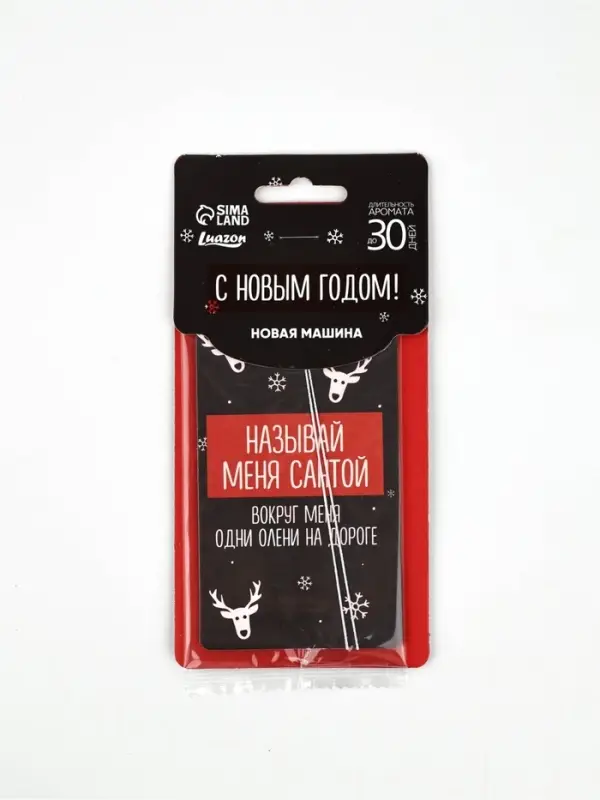 SIMA
LAND
Luazon
ДЛИТЕЛЬНОСТЬ
АРОМАТА
ДО 30 ДНЕЙ
С НОВЫМ ГОДОМ!
НОВАЯ МАШИНА
НАЗЫВАЙ
МЕНЯ САНТОЙ
ВОКРУГ МЕНЯ
ОДНИ ОЛЕНИ НА ДОРОГЕ